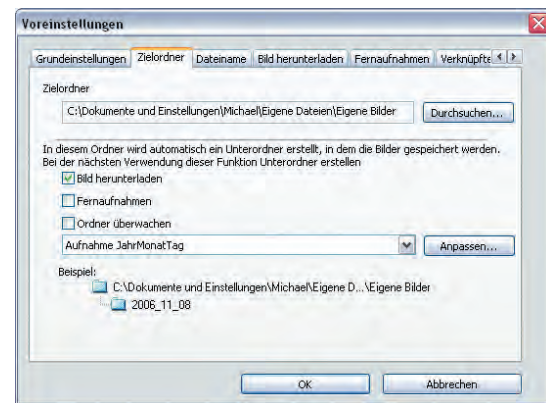 Voreinstellungen
Grundeinstellungen Zielordner Dateiname Bild herunterladen Fernaufnahmen Verknüpfte
Zielordner
C:\Dokumente und Einstellungen\Michael\Eigene Dateien\Eigene Bilder Durchsuchen...
In diesem Ordner wird automatisch ein Unterordner erstellt, in dem die Bilder gespeichert werden.
Bei der nächsten Verwendung dieser Funktion Unterordner erstellen
Bild herunterladen
Fernaufnahmen
Ordner überwachen
Aufnahme JahrMonatTag Anpassen...
Beispiel:
C:\Dokumente und Einstellungen\Michael\Eigene D...\Eigene Bilder
2006_11_08
OK Abbrechen